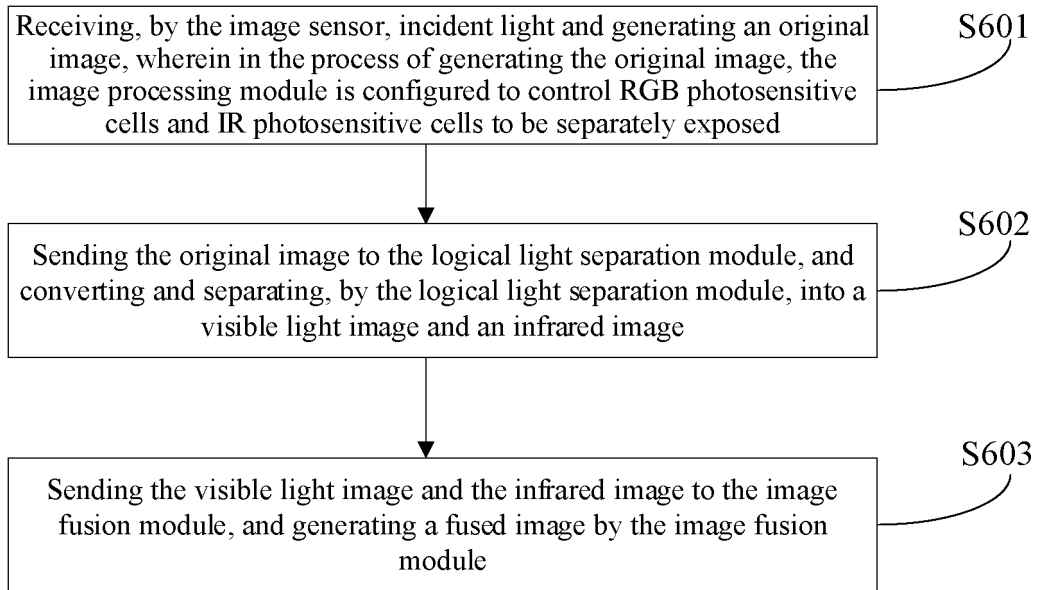 Receiving, by the image sensor, incident light and generating an original
image, wherein in the process of generating the original image, the
image processing module is configured to control RGB photosensitive
cells and IR photosensitive cells to be separately exposed
S601
Sending the original image to the logical light separation module, and
converting and separating, by the logical light separation module, into a
visible light image and an infrared image
S602
Sending the visible light image and the infrared image to the image
fusion module, and generating a fused image by the image fusion
module
S603